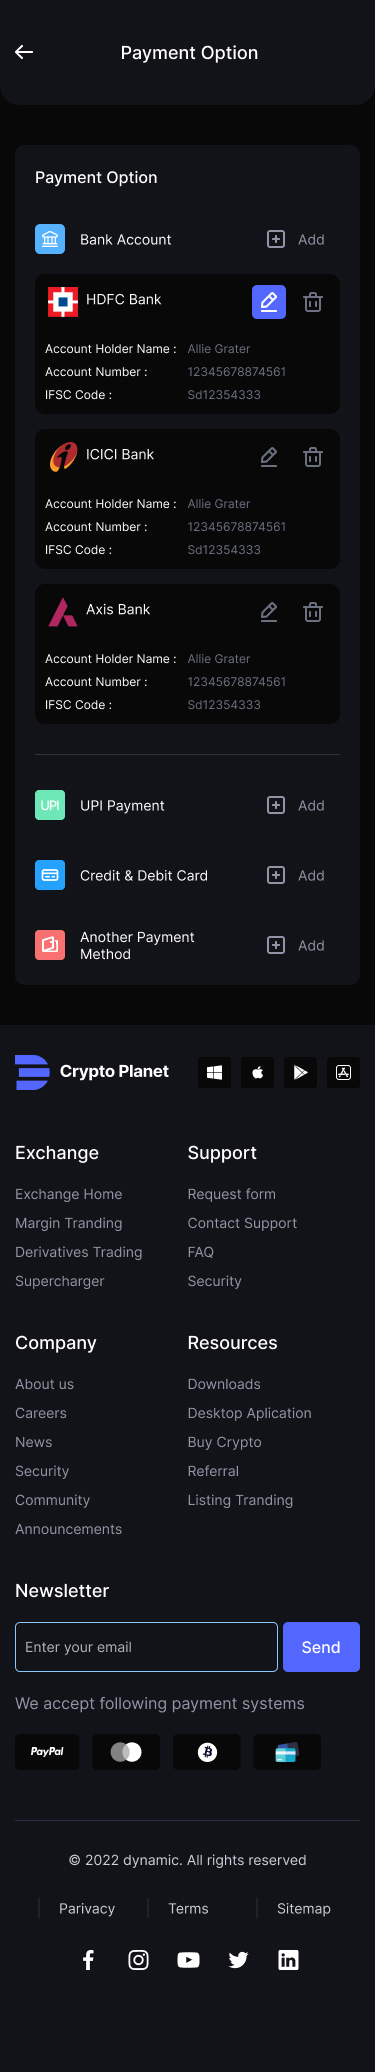 Payment Option
Payment Option
Bank Account
Add
HDFC Bank
Account Holder Name : Allie Grater
Account Number : 12345678874561
IFSC Code : Sd12354333
ICICI Bank
Account Holder Name : Allie Grater
Account Number : 12345678874561
IFSC Code : Sd12354333
Axis Bank
Account Holder Name : Allie Grater
Account Number : 12345678874561
IFSC Code : Sd12354333
UPI UPI Payment Add
Credit & Debit Card Add
Another Payment
Method
Add
Crypto Planet
Exchange
Exchange Home
Margin Tranding
Derivatives Trading
Supercharger
Support
Request form
Contact Support
FAQ
Security
Company
About us
Careers
News
Security
Community
Announcements
Resources
Downloads
Desktop Aplication
Buy Crypto
Referral
Listing Tranding
Newsletter
Enter your email
Send
We accept following payment systems
PayPal
© 2022 dynamic. All rights reserved
Parivacy Terms Sitemap